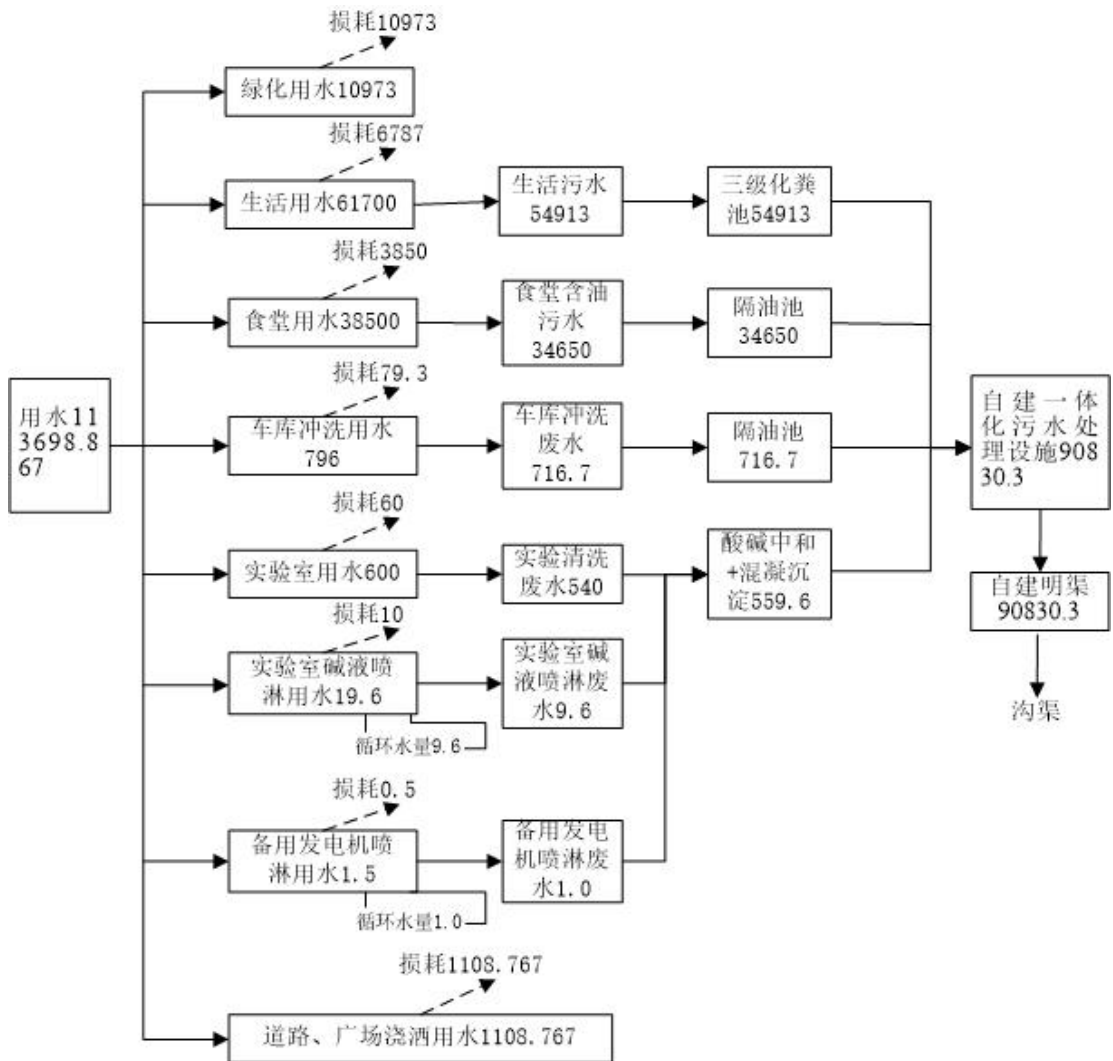 损耗10973
绿化用水10973
损耗6787
生活用水61700
生活污水
54913
三级化粪
池54913
损耗3850
食堂用水38500
食堂含油
污水
34650
隔油池
34650
用水11
3698.8
67
损耗79.3
车库冲洗用水
796
车库冲洗
废水
716.7
隔油池
716.7
自建一体
化污水处
理设施908
30.3
损耗60
实验室用水600
实验清洗
废水540
酸碱中和
+混凝沉
淀559.6
自建明渠
90830.3
沟渠
损耗10
实验室碱液喷
淋用水19.6
循环水量9.6
实验室碱
液喷淋废
水9.6
损耗0.5
备用发电机喷
淋用水1.5
循环水量1.0
备用发电
机喷淋废
水1.0
损耗1108.767
道路、广场浇洒用水1108.767